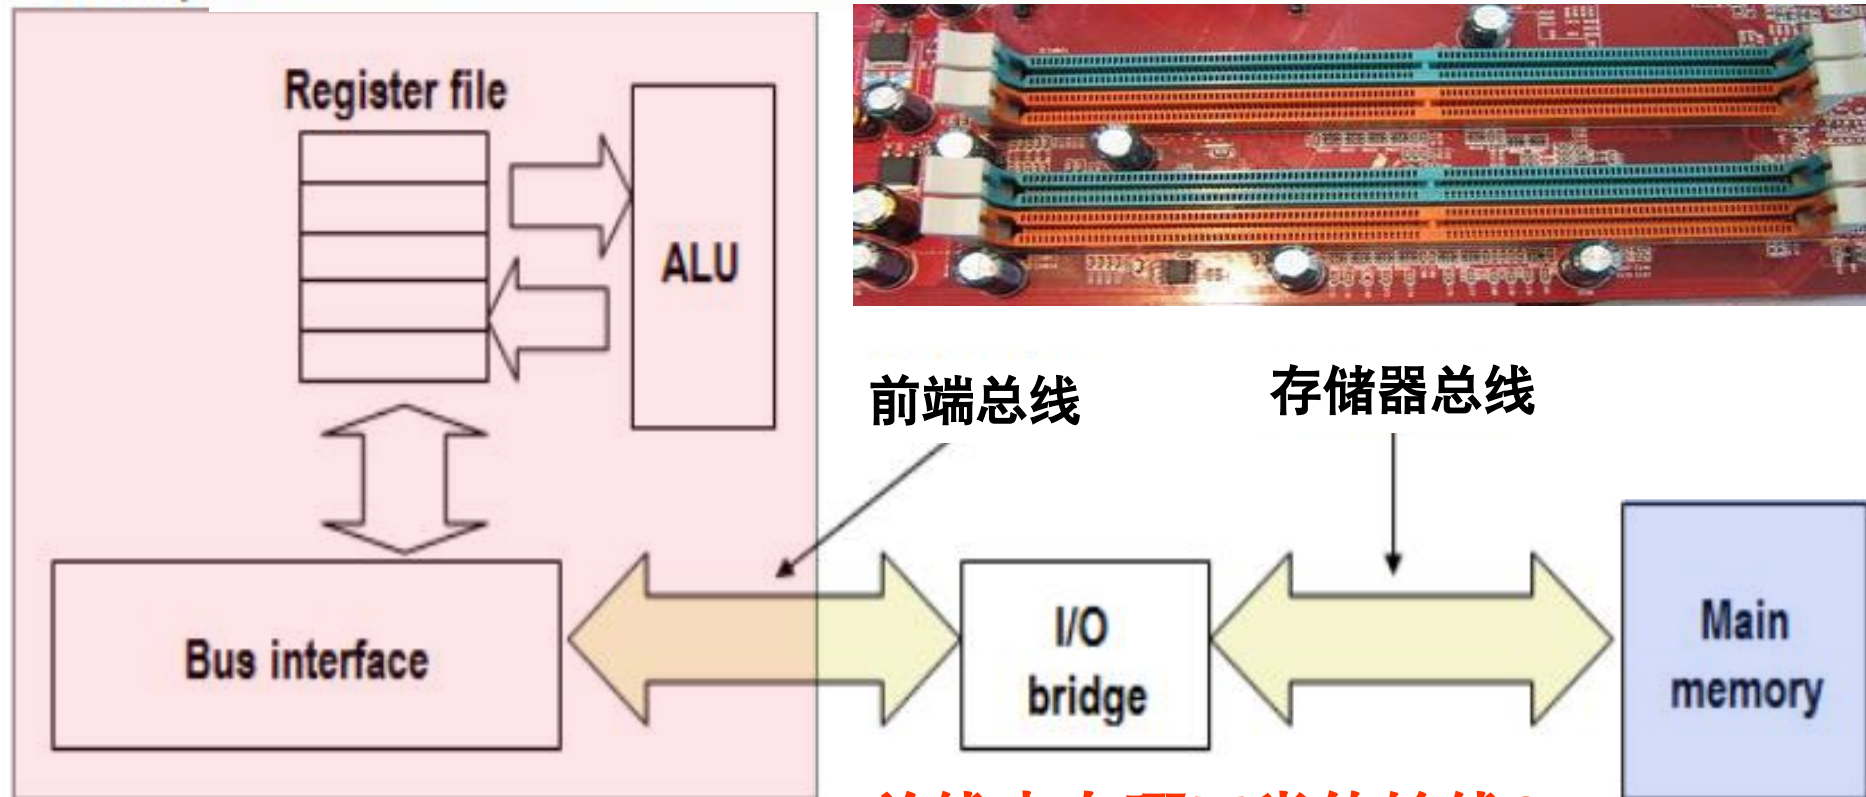 Register file
ALU
前端总线
存储器总线
Bus interface
I/O
bridge
Main
memory